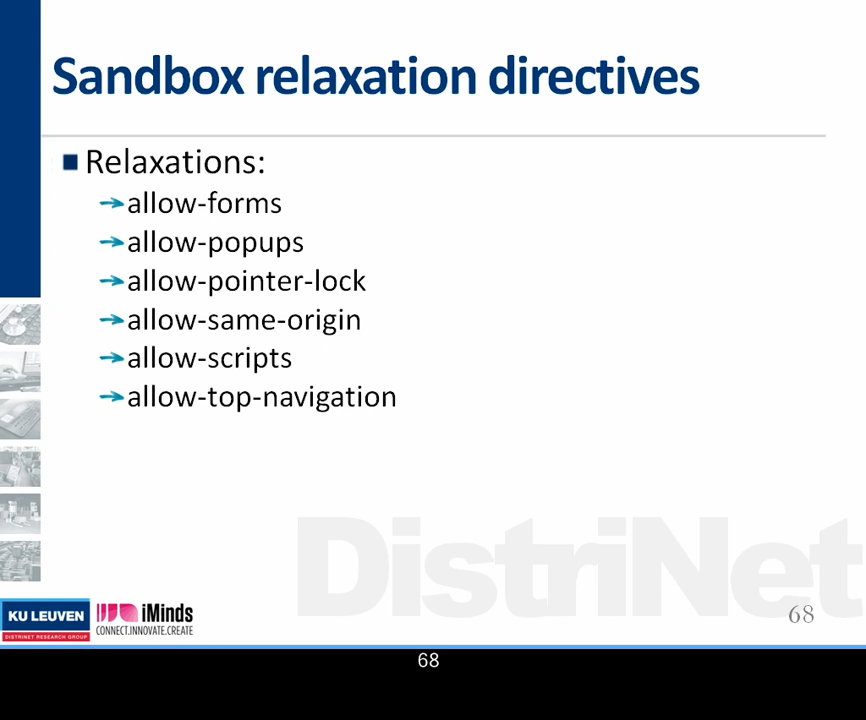 Sandbox relaxation directives
Relaxations:
allow-forms
allow-popups
allow-pointer-lock
allow-same-origin
allow-scripts
allow-top-navigation
DistriNet
KU LEUVEN
DISTRINET RESEARCH GROUP
iMinds
CONNECT.INNOVATE.CREATE
68
68